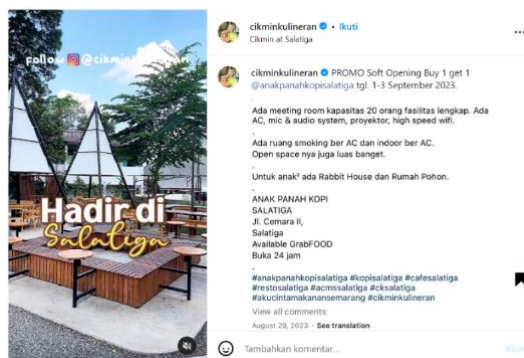 Follow @cikminkulineran
Hadir di
Salatiga
cikminkulineran • Ikuti
Cikmin at Salatiga
cikminkulineran PROMO Soft Opening Buy 1 get 1
@anakpanahkopisalatiga tgl. 1-3 September 2023.
.
Ada meeting room kapasitas 20 orang fasilitas lengkap. Ada
AC, mic & audio system, proyektor, high speed wifi.
.
Ada ruang smoking ber AC dan indoor ber AC.
Open space nya juga luas banget.
.
Untuk anak² ada Rabbit House dan Rumah Pohon.
.
ANAK PANAH KOPI
SALATIGA
Jl. Cemara II,
Salatiga
Available GrabFOOD
Buka 24 jam
.
#anakpanahkopisalatiga #kopisalatiga #cafesalatiga
#restosalatiga #acmssalatiga #cksalatiga
#akucintamakanansemarang #cikminkulineran
View all comments
August 29, 2023 · See translation
Tambahkan komentar...
Kirim